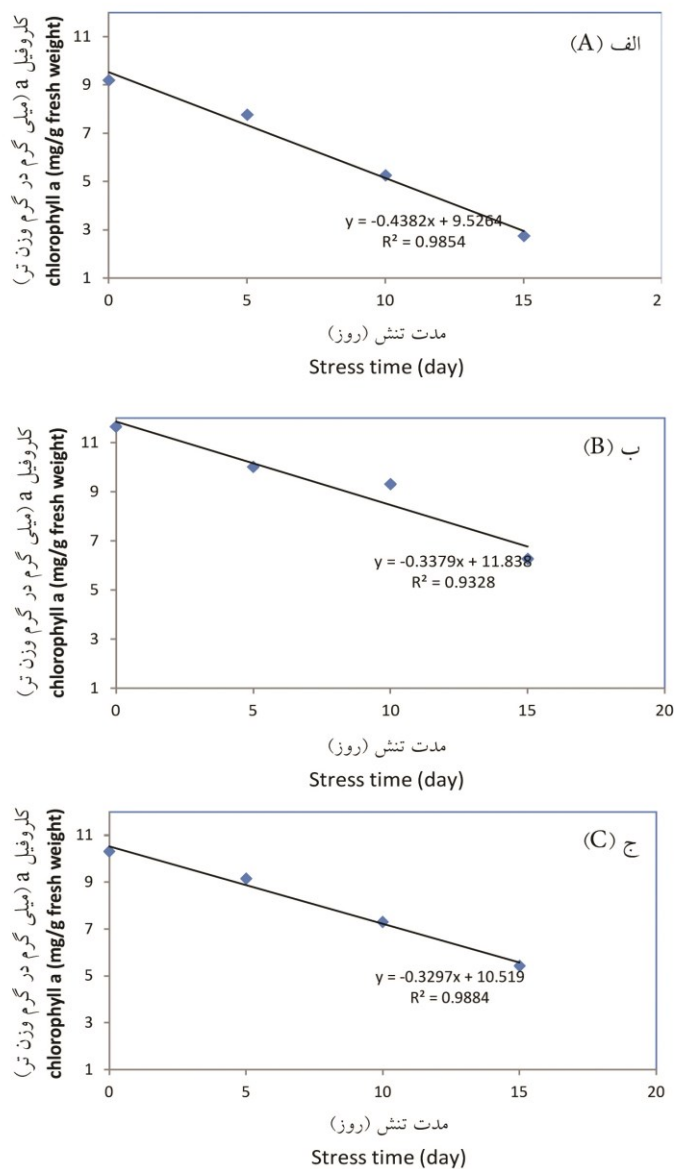 الف (A)
کلروفیل a (میلی گرم در گرم وزن تر)
chlorophyll a (mg/g fresh weight)
11
9
7
5
3
1
y = -0.4382x + 9.5264
R² = 0.9854
0 5 10 15 2
مدت تنش (روز)
Stress time (day)
ب (B)
کلروفیل a (میلی گرم در گرم وزن تر)
chlorophyll a (mg/g fresh weight)
11
9
7
5
3
1
y = -0.3379x + 11.838
R² = 0.9328
0 5 10 15 20
مدت تنش (روز)
Stress time (day)
ج (C)
کلروفیل a (میلی گرم در گرم وزن تر)
chlorophyll a (mg/g fresh weight)
11
9
7
5
3
1
y = -0.3297x + 10.519
R² = 0.9884
0 5 10 15 20
مدت تنش (روز)
Stress time (day)